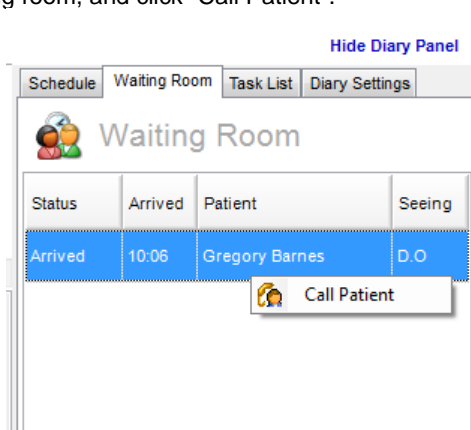 g room, and click "Call Patient".
Hide Diary Panel
Schedule Waiting Room Task List Diary Settings
Waiting Room
Status Arrived Patient Seeing
Arrived 10:06 Gregory Barnes D.O
Call Patient